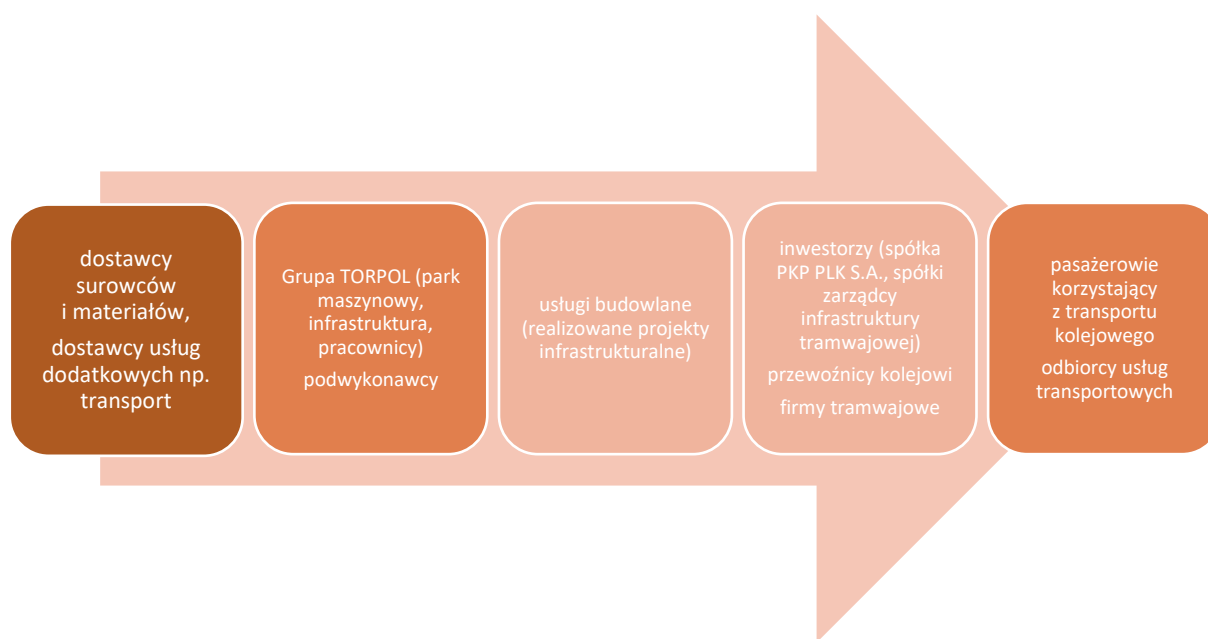 dostawcy
surowców
i materiałów,
dostawcy usług
dodatkowych np.
transport
Grupa TORPOL (park
maszynowy,
infrastruktura,
pracownicy)
podwykonawcy
usługi budowlane
(realizowane projekty
infrastrukturalne)
inwestorzy (spółka
PKP PLK S.A., spółki
zarządcy
infrastruktury
tramwajowej)
przewoźnicy kolejowi
firmy tramwajowe
pasażerowie
korzystający
z transportu
kolejowego
odbiorcy usług
transportowych